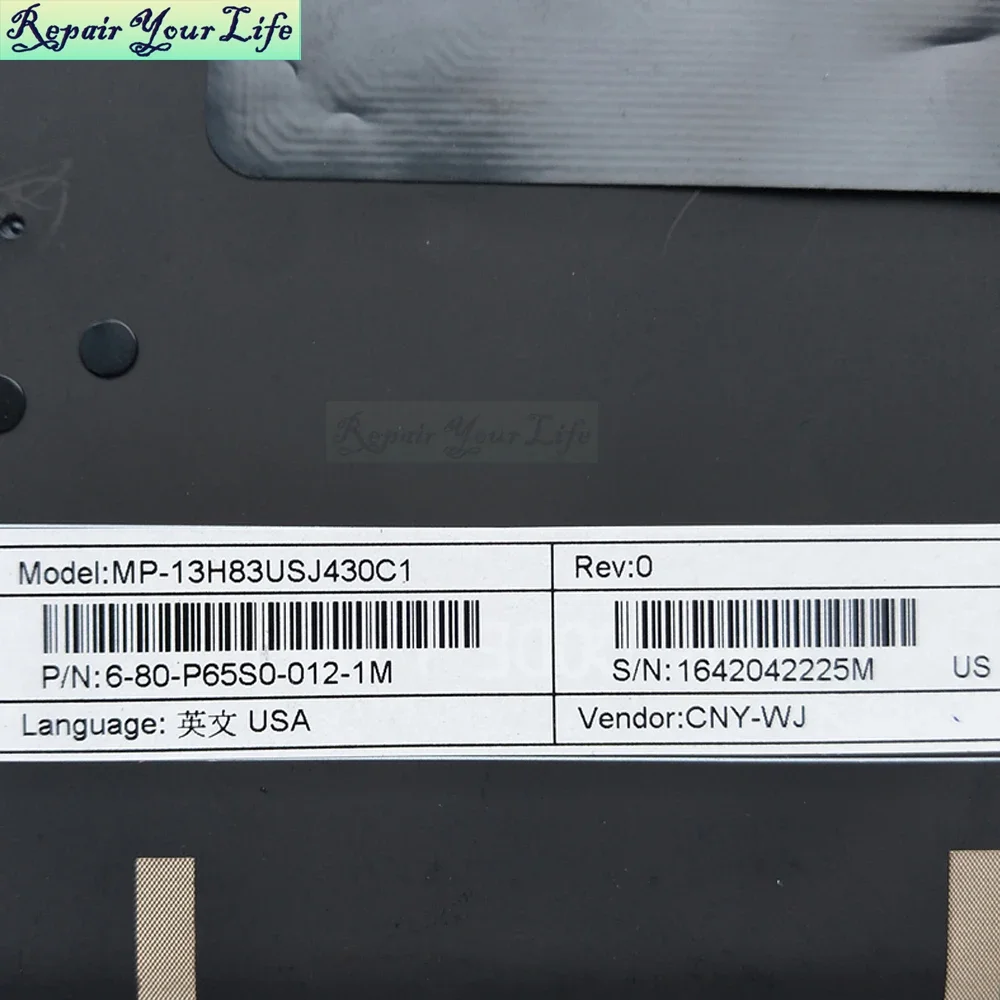 Repair Your Life
Repair Your Life
Model:MP-13H83USJ430C1
Rev:0
P/N:6-80-P65S0-012-1M
S/N:1642042225M
US
Language: 英文 USA
Vendor:CNY-WJ